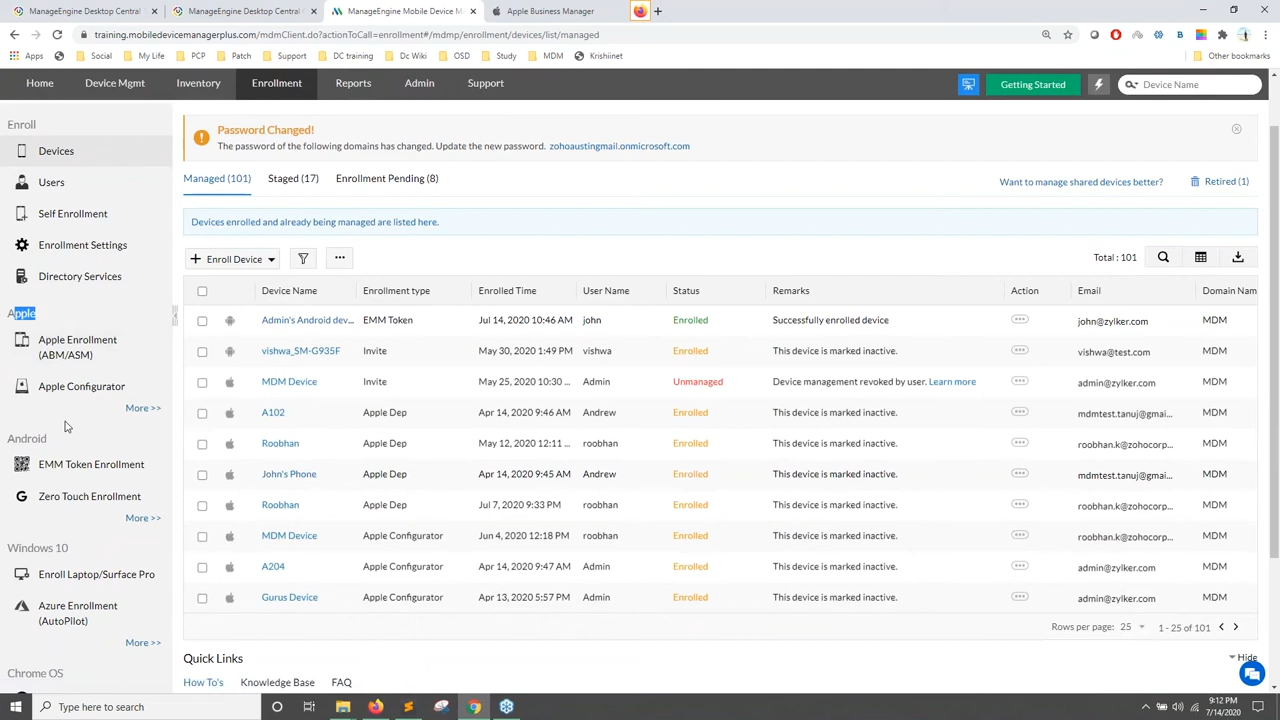 ManageEngine Desktop Central
ManageEngine Desktop Central
ManageEngine Mobile Device Man
Apple Business Manager
training.mobiledevicemanagerplus.com/mdmClient.do?actionToCall=enrollment#/mdmp/enrollment/devices/list/managed
Apps Social My Life PCP Patch Support DC training Dc Wiki OSD Study MDM Krishiinet Other bookmarks
Home Device Mgmt Inventory Enrollment Reports Admin Support Getting Started Device Name
Enroll
Devices
Users
Self Enrollment
Enrollment Settings
Directory Services
Apple
Apple Enrollment
(ABM/ASM)
Apple Configurator
More >>
Android
EMM Token Enrollment
Zero Touch Enrollment
More >>
Windows 10
Enroll Laptop/Surface Pro
Azure Enrollment
(AutoPilot)
More >>
Chrome OS
Password Changed!
The password of the following domains has changed. Update the new password. zohoaustingmail.onmicrosoft.com
Managed (101) Staged (17) Enrollment Pending (8) Want to manage shared devices better? Retired (1)
Devices enrolled and already being managed are listed here.
+ Enroll Device Total : 101
Device Name Enrollment type Enrolled Time User Name Status Remarks Action Email Domain Nam
Admin's Android dev... EMM Token Jul 14, 2020 10:46 AM john Enrolled Successfully enrolled device john@zylker.com MDM
vishwa_SM-G935F Invite May 30, 2020 1:49 PM vishwa Enrolled This device is marked inactive. vishwa@test.com MDM
MDM Device Invite May 25, 2020 10:30 ... Admin Unmanaged Device management revoked by user. Learn more admin@zylker.com MDM
A102 Apple Dep Apr 14, 2020 9:46 AM Andrew Enrolled This device is marked inactive. mdmtest.tanuj@gmai... MDM
Roobhan Apple Dep May 12, 2020 12:11 ... roobhan Enrolled This device is marked inactive. roobhan.k@zohocorp... MDM
John's Phone Apple Dep Apr 14, 2020 9:45 AM Andrew Enrolled This device is marked inactive. mdmtest.tanuj@gmai... MDM
Roobhan Apple Dep Jul 7, 2020 9:33 PM roobhan Enrolled This device is marked inactive. roobhan.k@zohocorp... MDM
MDM Device Apple Configurator Jun 4, 2020 12:18 PM roobhan Enrolled This device is marked inactive. roobhan.k@zohocorp... MDM
A204 Apple Configurator Apr 14, 2020 9:47 AM Admin Enrolled This device is marked inactive. admin@zylker.com MDM
Gurus Device Apple Configurator Apr 13, 2020 5:57 PM Admin Enrolled This device is marked inactive. admin@zylker.com MDM
Rows per page: 25 1 - 25 of 101
Quick Links Hide
How To's Knowledge Base FAQ
Type here to search
9:12 PM
7/14/2020